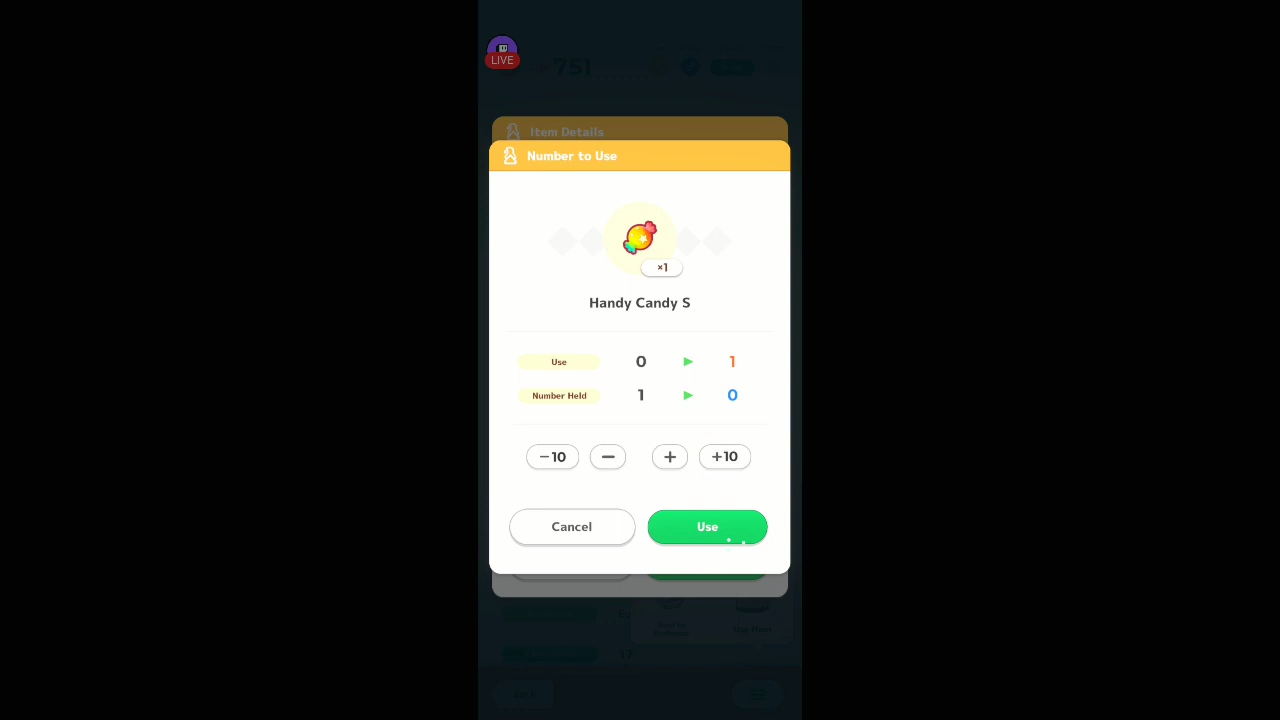 LIVE
751
Item Details
Number to Use
×1
Handy Candy S
Use 0 ▶ 1
Number Held 1 ▶ 0
−10 − + +10
Cancel Use